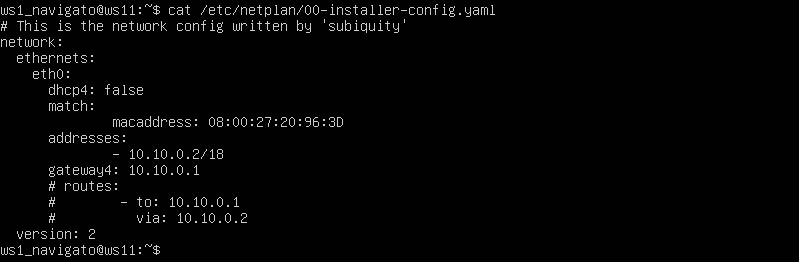 ws1_navigato@ws11:~$ cat /etc/netplan/00-installer-config.yaml
# This is the network config written by 'subiquity'
network:
  ethernets:
    eth0:
      dhcp4: false
      match:
              macaddress: 08:00:27:20:96:3D
      addresses:
              - 10.10.0.2/18
      gateway4: 10.10.0.1
      # routes:
      #        - to: 10.10.0.1
      #          via: 10.10.0.2
  version: 2
ws1_navigato@ws11:~$